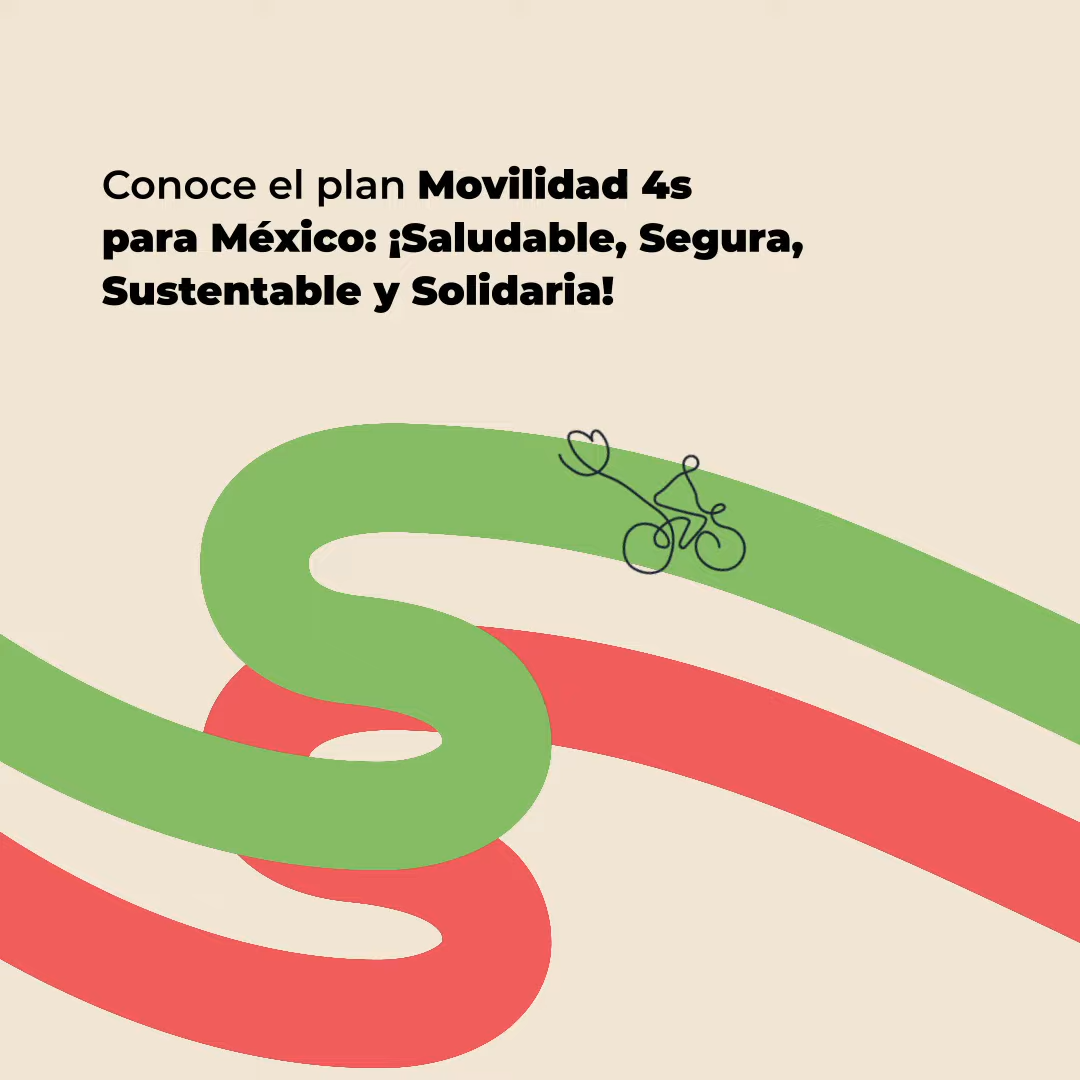 Conoce el plan Movilidad 4s
para México: ¡Saludable, Segura,
Sustentable y Solidaria!